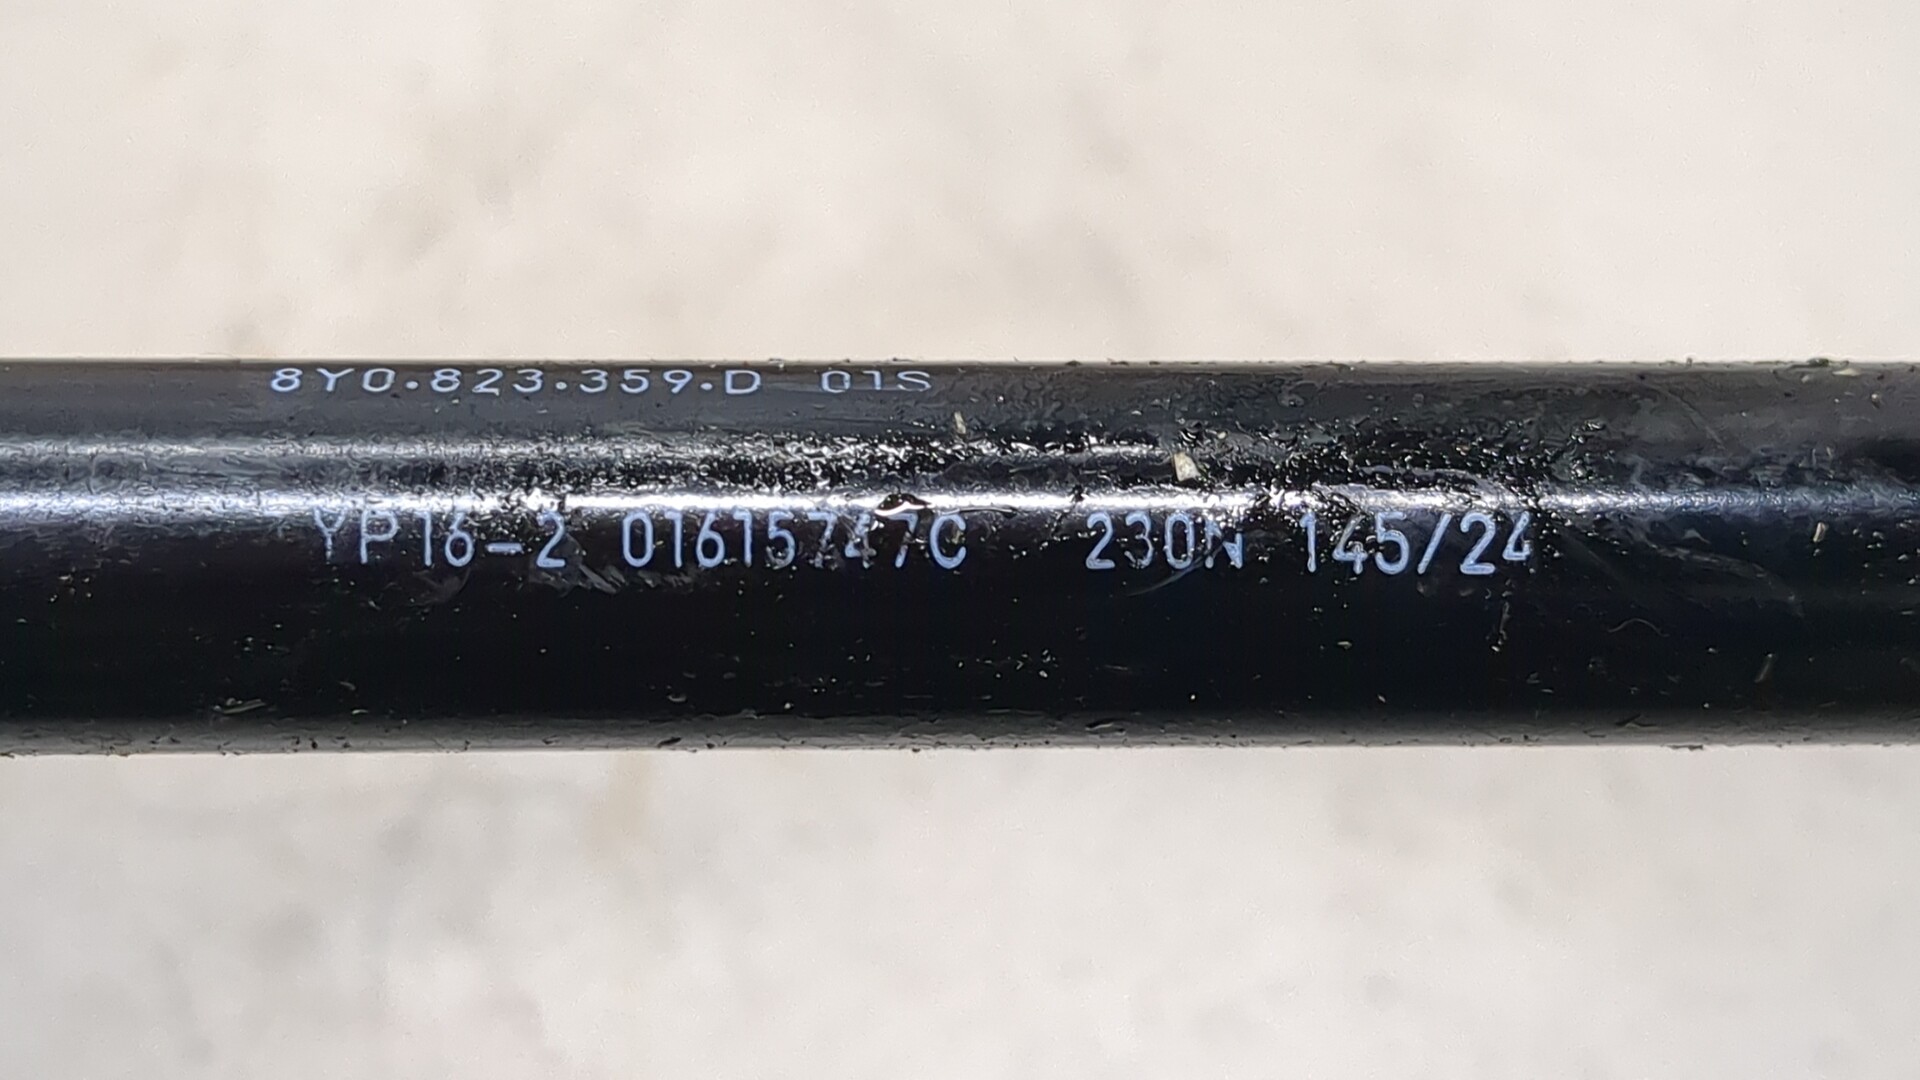 8Y0.823.359.D 01S
YP16-2 01615747C 230N 145/24